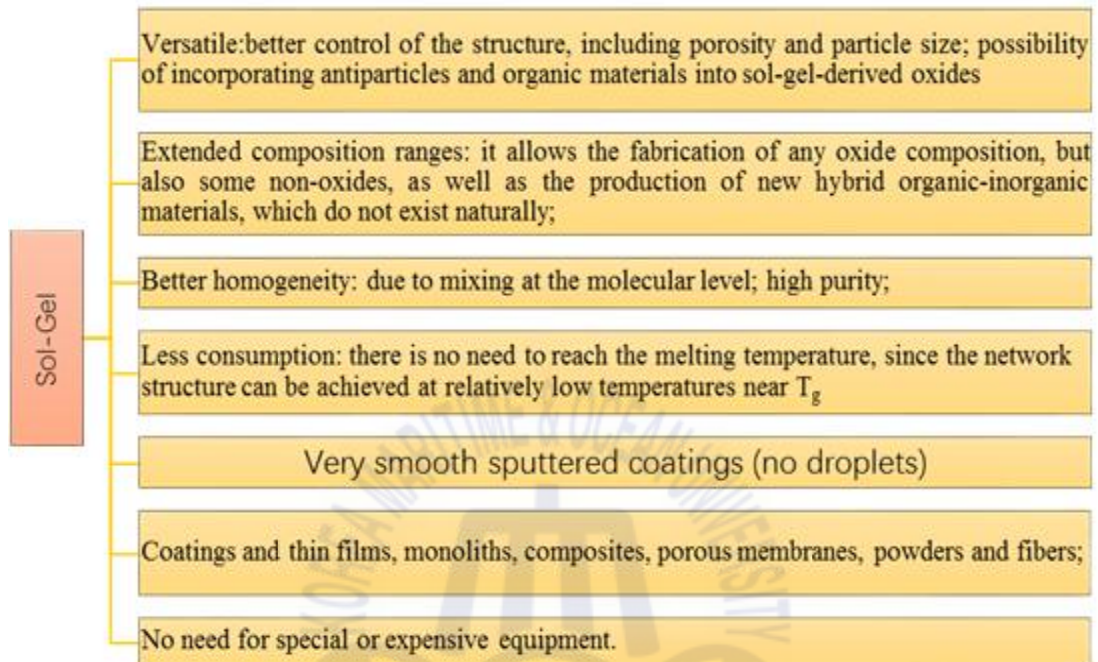 Sol-Gel
Versatile:better control of the structure, including porosity and particle size; possibility
of incorporating antiparticles and organic materials into sol-gel-derived oxides
Extended composition ranges: it allows the fabrication of any oxide composition, but
also some non-oxides, as well as the production of new hybrid organic-inorganic
materials, which do not exist naturally;
Better homogeneity: due to mixing at the molecular level; high purity;
Less consumption: there is no need to reach the melting temperature, since the network
structure can be achieved at relatively low temperatures near Tg
Very smooth sputtered coatings (no droplets)
Coatings and thin films, monoliths, composites, porous membranes, powders and fibers;
No need for special or expensive equipment.
KOREA MARITIME & OCEAN UNIVERSITY